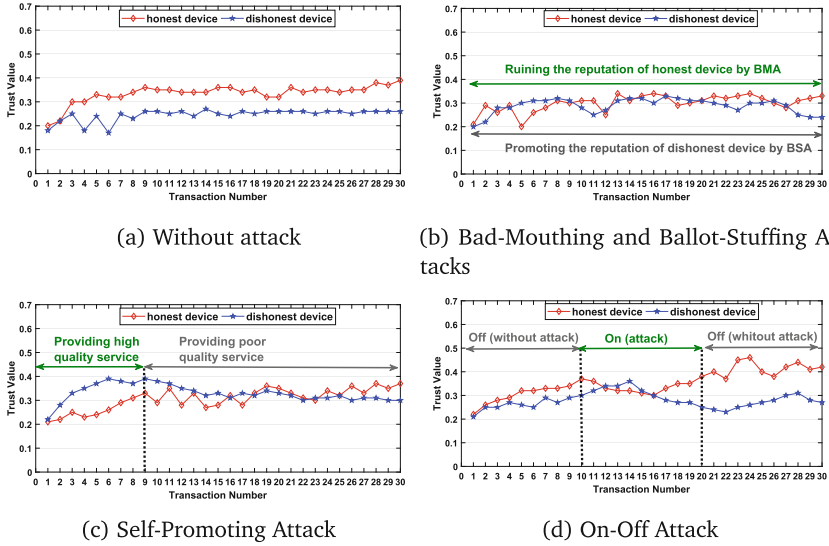 honest device dishonest device
Ruining the reputation of honest device by BMA
Promoting the reputation of dishonest device by BSA
Trust Value
0 0.1 0.2 0.3 0.4 0.5 0.6 0.7
0 1 2 3 4 5 6 7 8 9 10 11 12 13 14 15 16 17 18 19 20 21 22 23 24 25 26 27 28 29 30
Transaction Number
(a) Without attack
honest device dishonest device
Trust Value
0 0.1 0.2 0.3 0.4 0.5 0.6 0.7
0 1 2 3 4 5 6 7 8 9 10 11 12 13 14 15 16 17 18 19 20 21 22 23 24 25 26 27 28 29 30
Transaction Number
(b) Bad-Mouthing and Ballot-Stuffing A
tacks
honest device dishonest device
Providing high
quality service
Providing poor
quality service
Trust Value
0 0.1 0.2 0.3 0.4 0.5 0.6 0.7
0 1 2 3 4 5 6 7 8 9 10 11 12 13 14 15 16 17 18 19 20 21 22 23 24 25 26 27 28 29 30
Transaction Number
(c) Self-Promoting Attack
honest device dishonest device
Off (without attack)
On (attack)
Off (whitout attack)
Trust Value
0 0.1 0.2 0.3 0.4 0.5 0.6 0.7
0 1 2 3 4 5 6 7 8 9 10 11 12 13 14 15 16 17 18 19 20 21 22 23 24 25 26 27 28 29 30
Transaction Number
(d) On-Off Attack